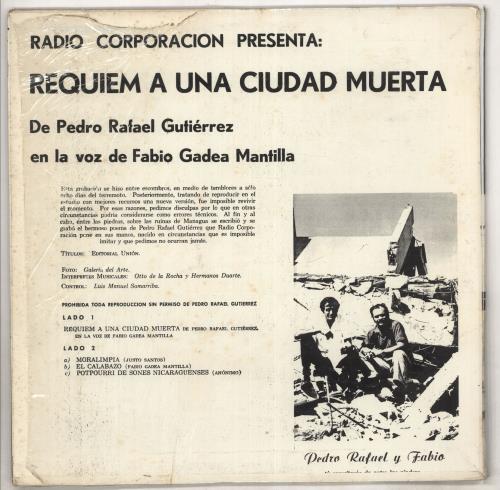 RADIO CORPORACION PRESENTA:
REQUIEM A UNA CIUDAD MUERTA
De Pedro Rafael Gutiérrez
en la voz de Fabio Gadea Mantilla
Esta grabación se hizo entre escombros, en medio de temblores a sólo
ocho días del terremoto. Posteriormente, tratando de reproducir en el
estudio con mejores recursos una nueva versión, fue imposible revivir
el momento. Por esas razones, pedimos disculpas por lo que en otras
circunstancias podría considerarse como errores técnicos. Al fin y al
cabo, entre las piedras, sobre las ruinas de Managua se escribió y se
grabó el hermoso poema de Pedro Rafael Gutiérrez que Radio Corpo-
ración pone en sus manos, nacido en circunstancias que es imposible
imitar y que pedimos no ocurran jamás.
TÍTULOS: EDITORIAL UNIÓN.
FOTO: Galería del Arte.
INTERPRETES MUSICALES: Otto de la Rocha y Hermanos Duarte.
CONTROL: Luis Manuel Samarriba.
PROHIBIDA TODA REPRODUCCION SIN PERMISO DE PEDRO RAFAEL GUTIERREZ
LADO 1
REQUIEM A UNA CIUDAD MUERTA DE PEDRO RAFAEL GUTIÉRREZ,
EN LA VOZ DE FABIO GADEA MANTILLA
LADO 2
a) MORALIMPIA (JUSTO SANTOS)
b) EL CALABAZO (FABIO GADEA MANTILLA)
c) POTPOURRI DE SONES NICARAGUENSES (ANÓNIMO)
Pedro Rafael y Fabio